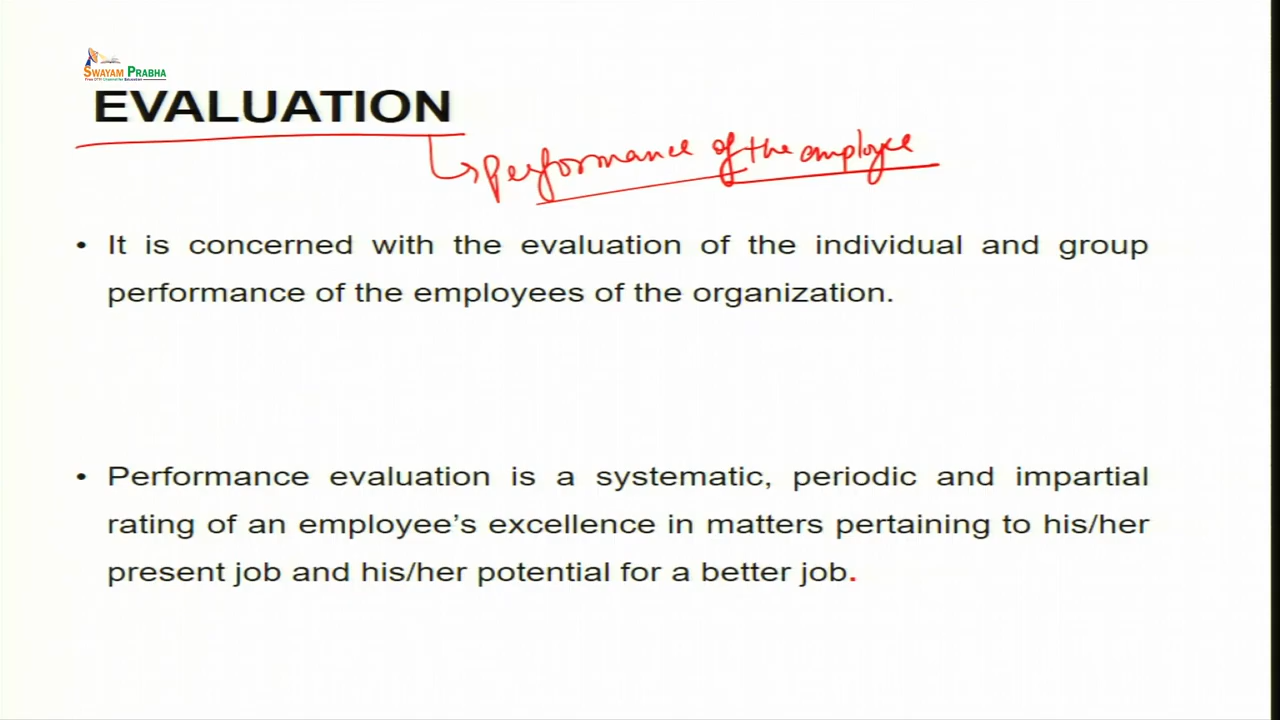 SWAYAM PRABHA
EVALUATION
Performance of the employee
• It is concerned with the evaluation of the individual and group
performance of the employees of the organization.
• Performance evaluation is a systematic, periodic and impartial
rating of an employee's excellence in matters pertaining to his/her
present job and his/her potential for a better job.